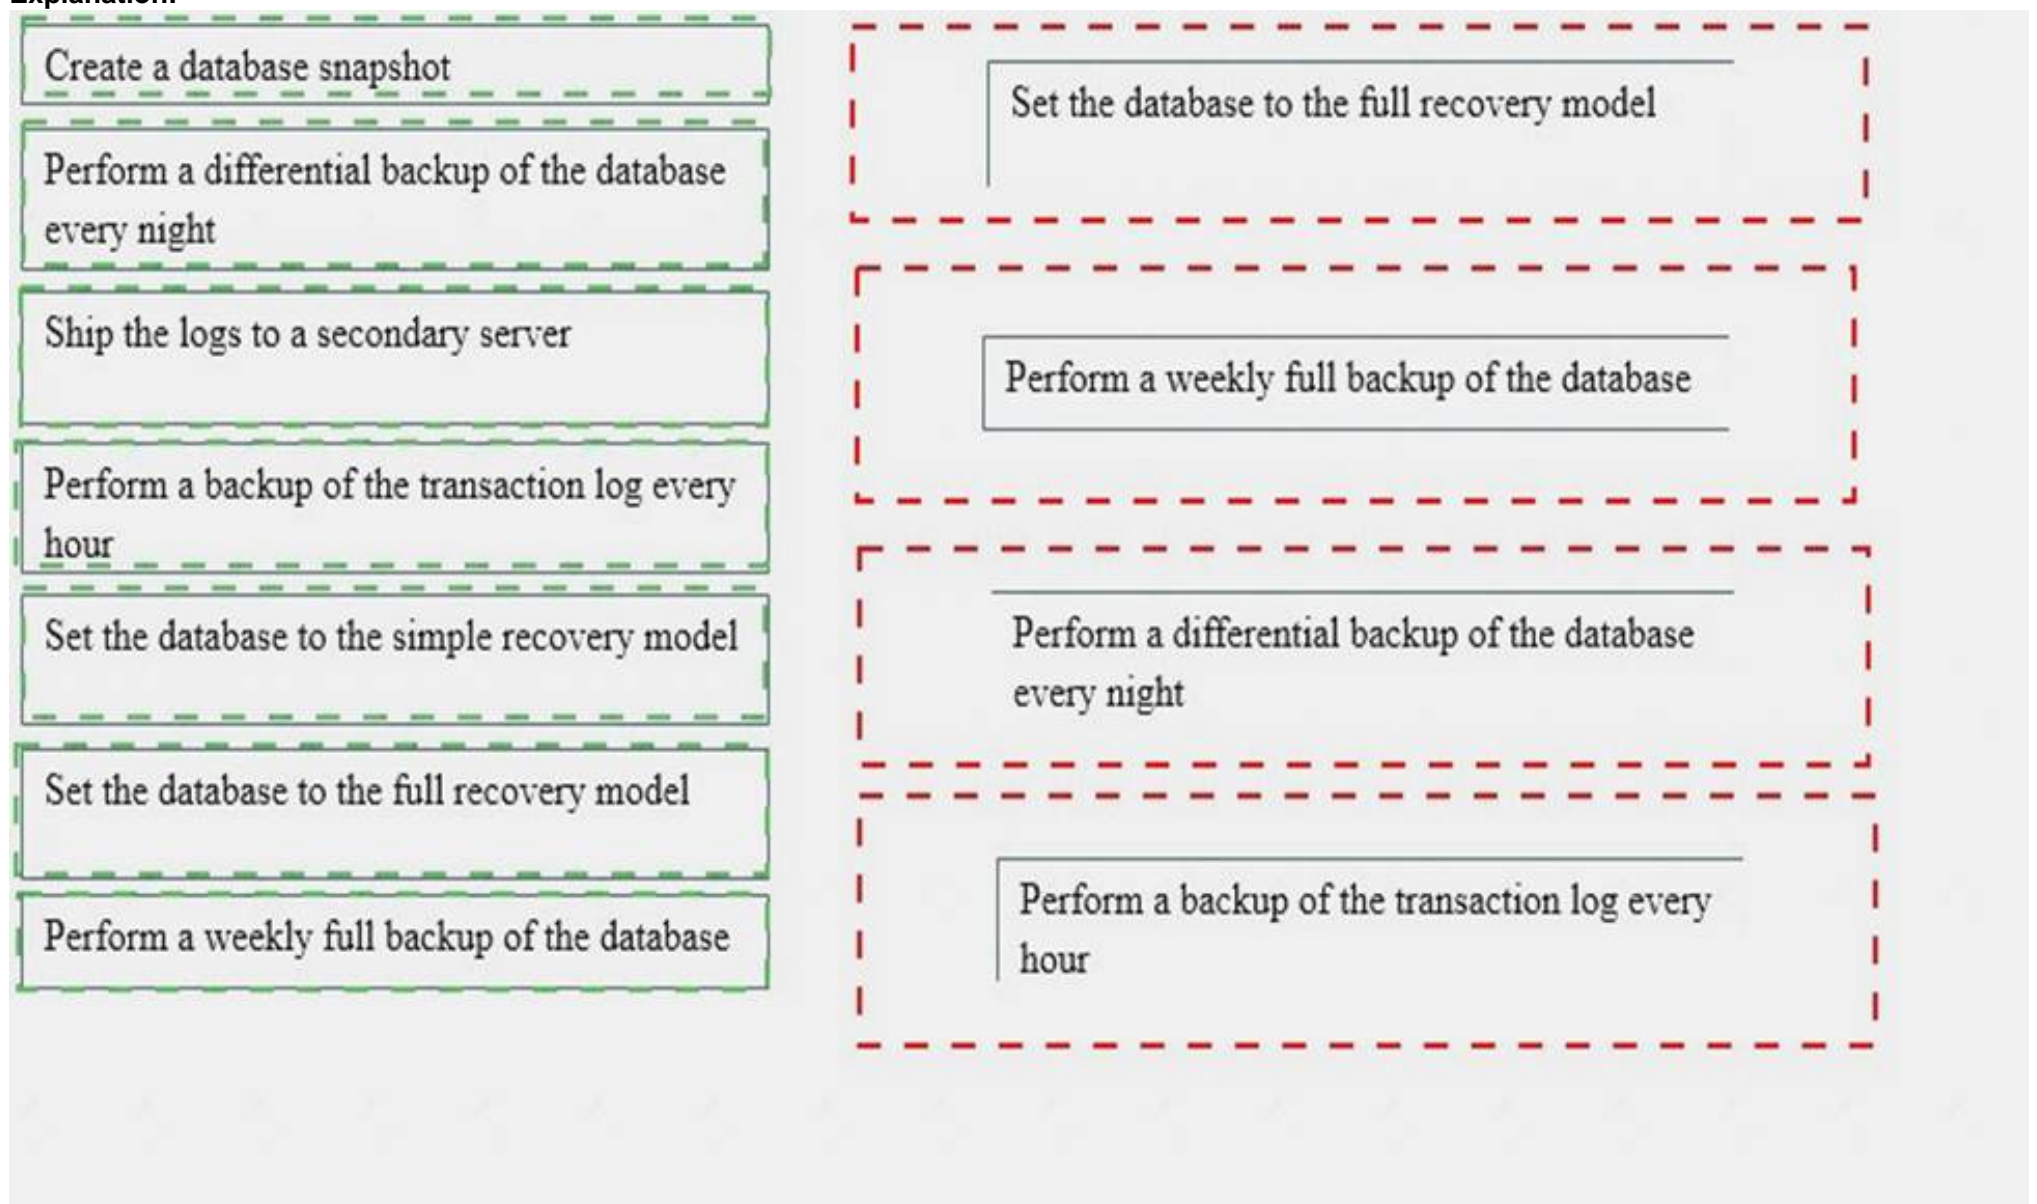 Explanation:
Create a database snapshot
Perform a differential backup of the database
every night
Ship the logs to a secondary server
Perform a backup of the transaction log every
hour
Set the database to the simple recovery model
Set the database to the full recovery model
Perform a weekly full backup of the database
Set the database to the full recovery model
Perform a weekly full backup of the database
Perform a differential backup of the database
every night
Perform a backup of the transaction log every
hour